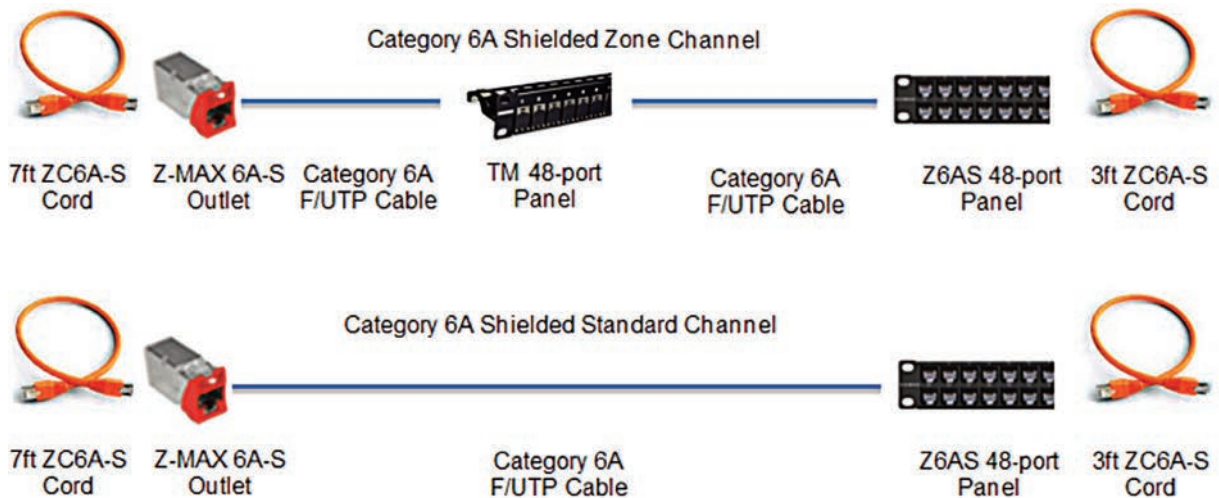 Category 6A Shielded Zone Channel
7ft ZC6A-S
Cord
Z-MAX 6A-S
Outlet
Category 6A
F/UTP Cable
TM 48-port
Panel
Category 6A
F/UTP Cable
Z6AS 48-port
Panel
3ft ZC6A-S
Cord
Category 6A Shielded Standard Channel
7ft ZC6A-S
Cord
Z-MAX 6A-S
Outlet
Category 6A
F/UTP Cable
Z6AS 48-port
Panel
3ft ZC6A-S
Cord